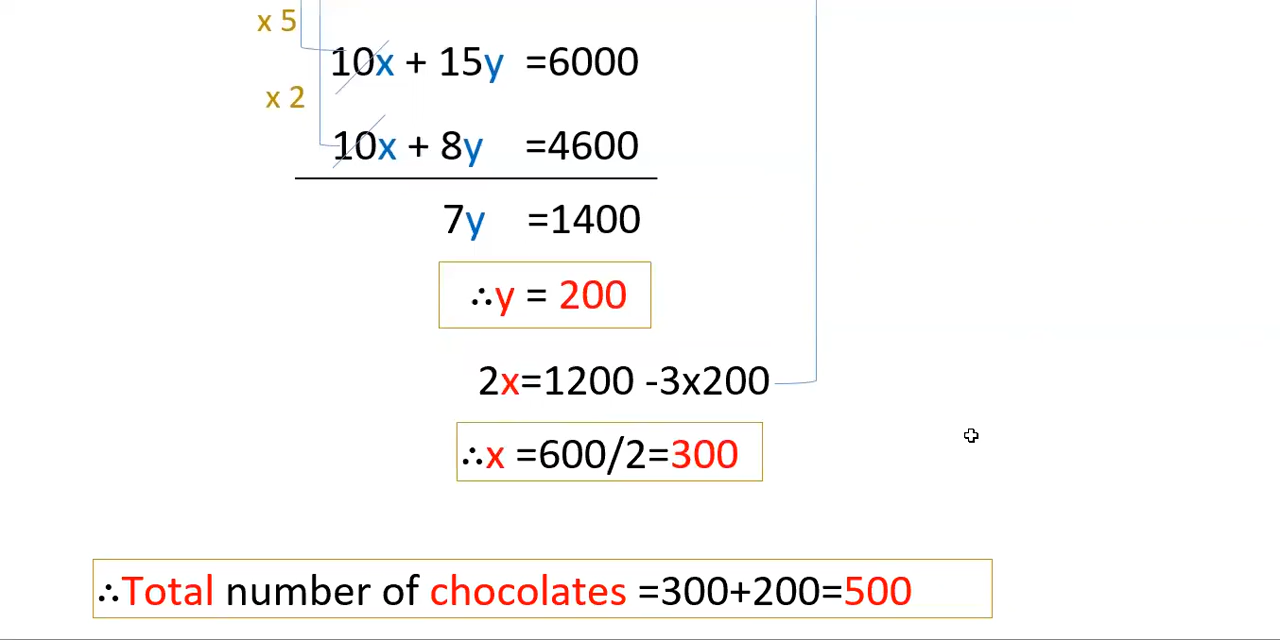 x 5
10x + 15y =6000
x 2
10x + 8y =4600
7y =1400
∴y = 200
2x=1200 -3x200
∴x =600/2=300
∴Total number of chocolates =300+200=500